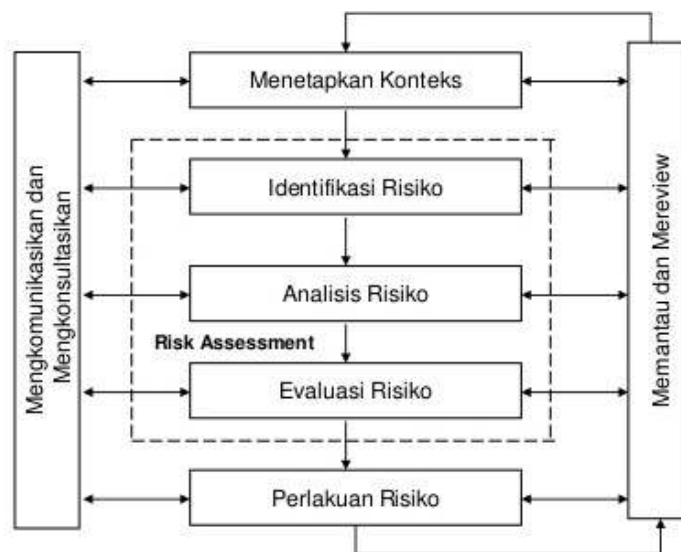 Mengkomunikasikan dan
Mengkonsultasikan
Menetapkan Konteks
Identifikasi Risiko
Analisis Risiko
Risk Assessment
Evaluasi Risiko
Perlakuan Risiko
Memantau dan Mereview